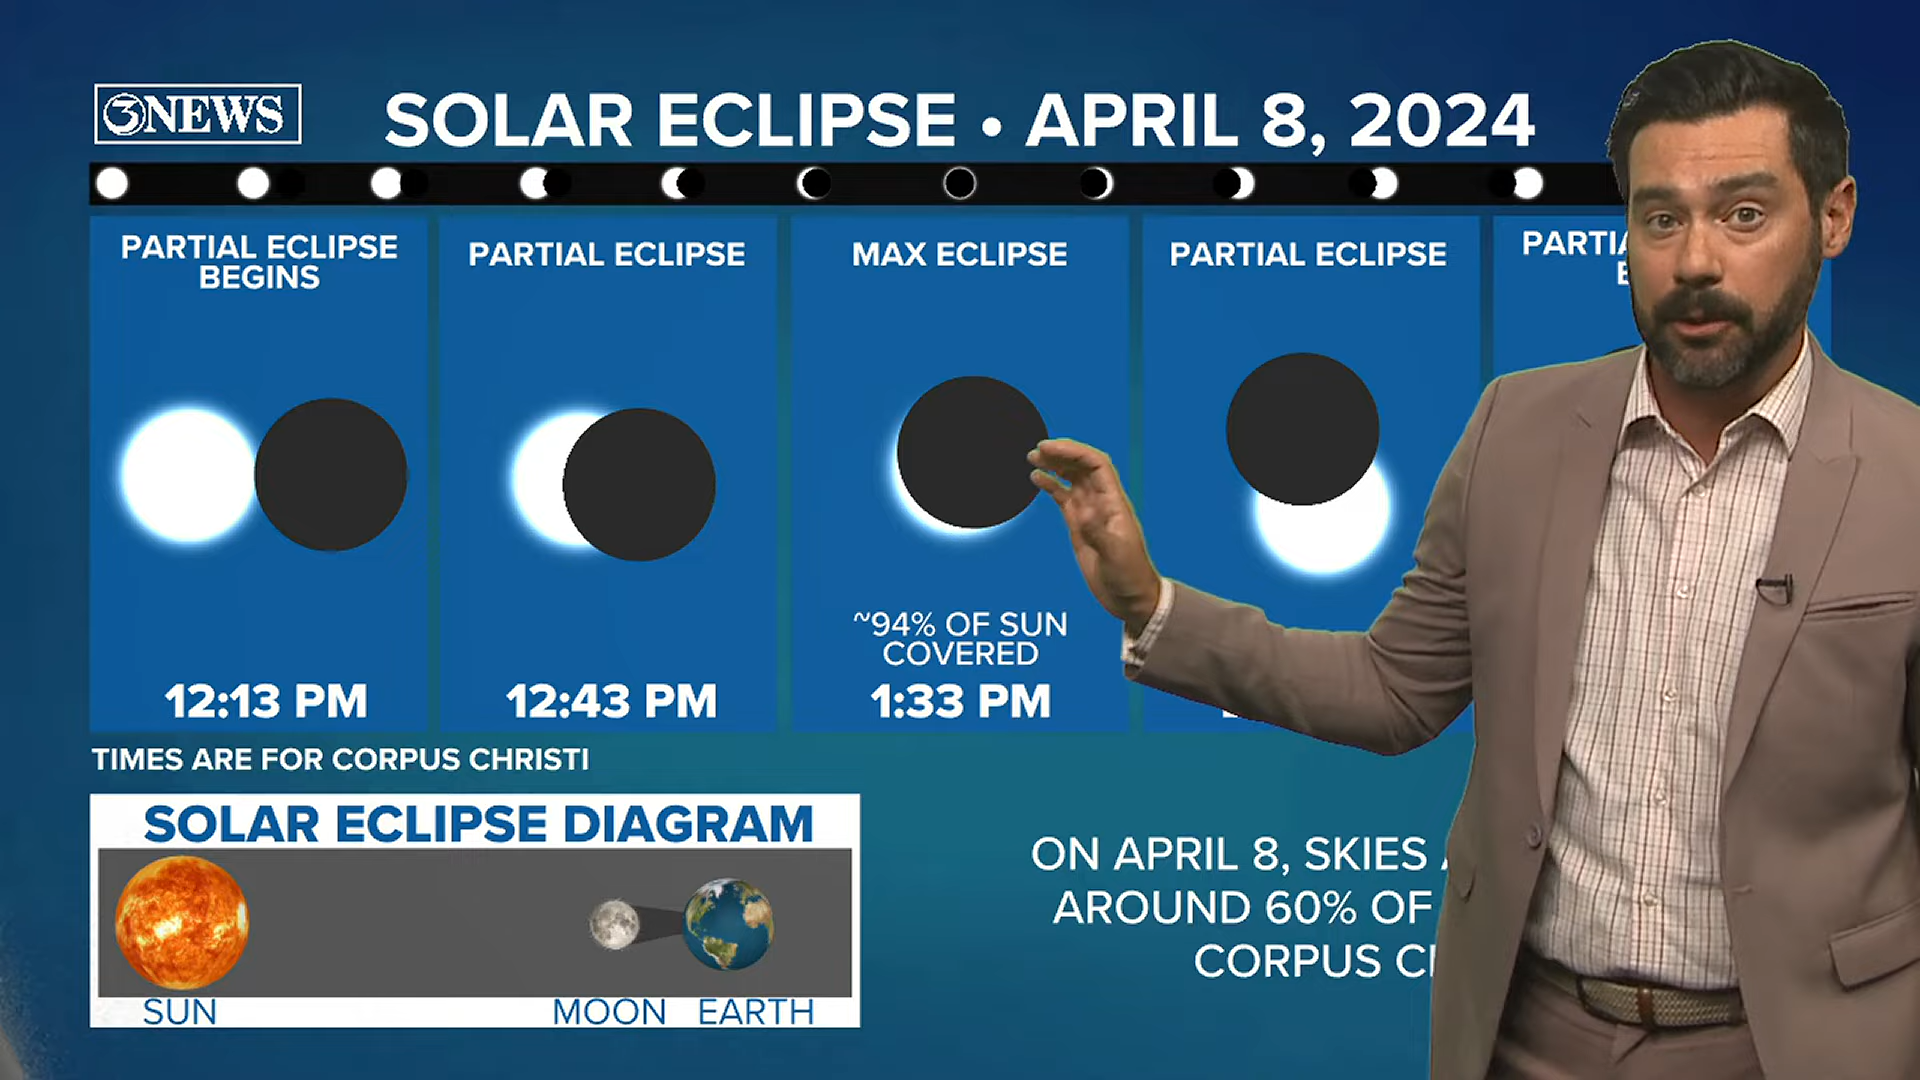 3NEWS
SOLAR ECLIPSE • APRIL 8, 2024
PARTIAL ECLIPSE
BEGINS
12:13 PM
PARTIAL ECLIPSE
12:43 PM
MAX ECLIPSE
~94% OF SUN
COVERED
1:33 PM
PARTIAL ECLIPSE
TIMES ARE FOR CORPUS CHRISTI
SOLAR ECLIPSE DIAGRAM
SUN
MOON
EARTH
ON APRIL 8, SKIES
AROUND 60% OF
CORPUS